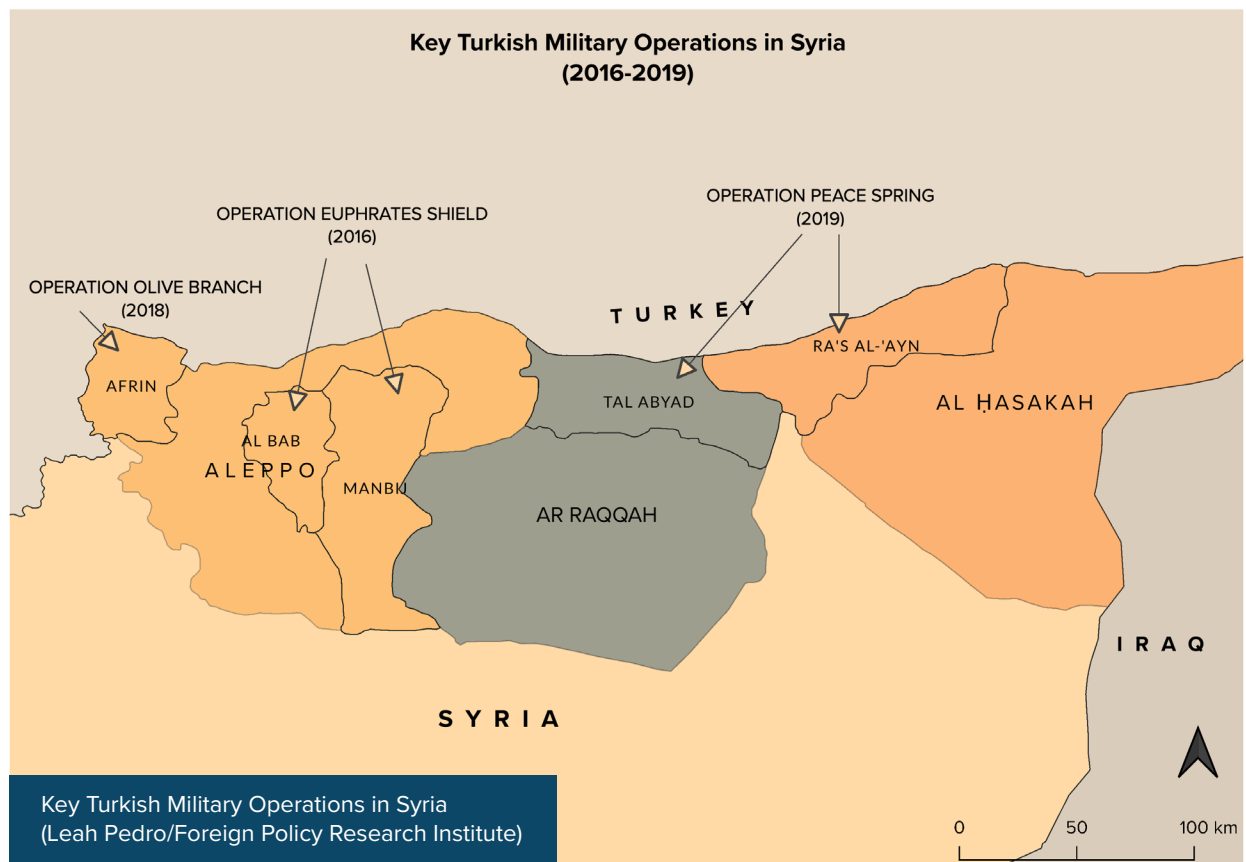 Key Turkish Military Operations in Syria
(2016-2019)
OPERATION PEACE SPRING
(2019)
OPERATION EUPHRATES SHIELD
(2016)
OPERATION OLIVE BRANCH
(2018)
TURKEY
RA'S AL-'AYN
AFRIN
TAL ABYAD
AL ḤASAKAH
AL BAB
ALEPPO
MANBIJ
AR RAQQAH
IRAQ
SYRIA
Key Turkish Military Operations in Syria
(Leah Pedro/Foreign Policy Research Institute)
0 50 100 km